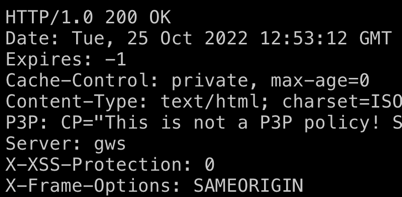 HTTP/1.0 200 OK
Date: Tue, 25 Oct 2022 12:53:12 GMT
Expires: -1
Cache-Control: private, max-age=0
Content-Type: text/html; charset=ISO
P3P: CP="This is not a P3P policy! S
Server: gws
X-XSS-Protection: 0
X-Frame-Options: SAMEORIGIN